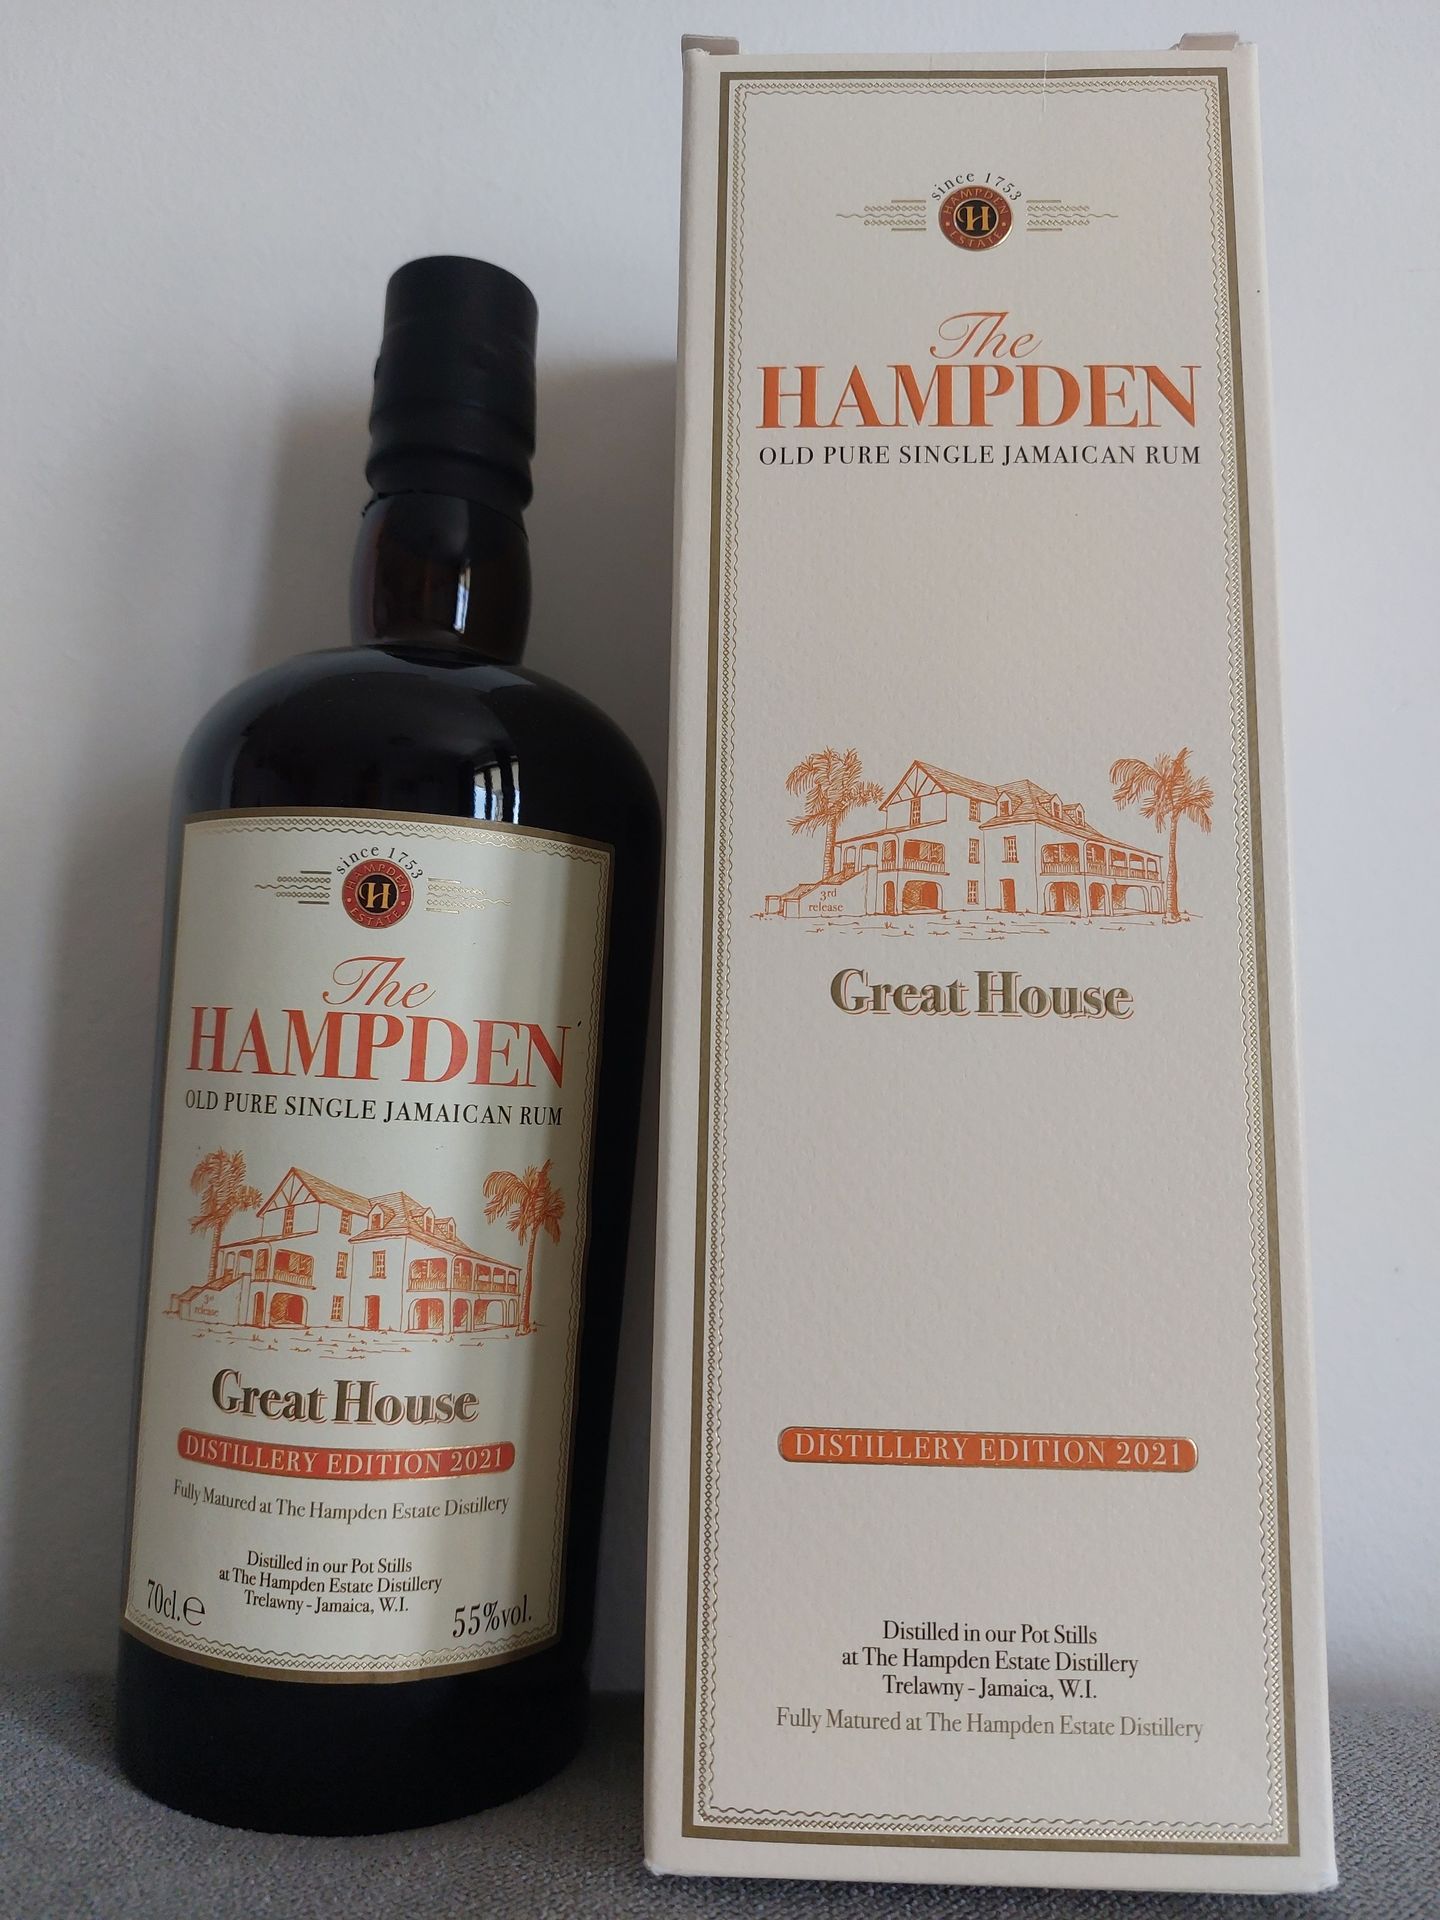 since 1753
HAMPDEN
H
ESTATE
The
HAMPDEN
OLD PURE SINGLE JAMAICAN RUM
3rd
release
Great House
DISTILLERY EDITION 2021
Fully Matured at The Hampden Estate Distillery
Distilled in our Pot Stills
at The Hampden Estate Distillery
Trelawny - Jamaica, W.I.
70cl.℮
55%vol.
since 1753
HAMPDEN
H
ESTATE
The
HAMPDEN
OLD PURE SINGLE JAMAICAN RUM
3rd
release
Great House
DISTILLERY EDITION 2021
Distilled in our Pot Stills
at The Hampden Estate Distillery
Trelawny - Jamaica, W.I.
Fully Matured at The Hampden Estate Distillery